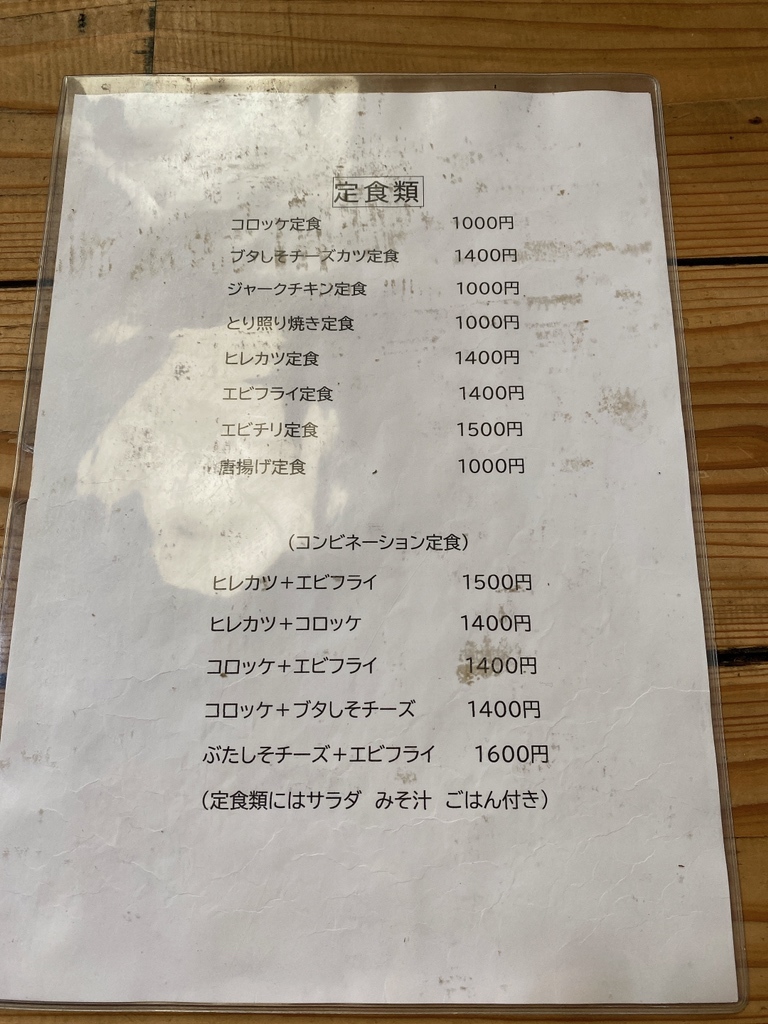 定食類
コロッケ定食 1000円
ブタしそチーズカツ定食 1400円
ジャークチキン定食 1000円
とり照り焼き定食 1000円
ヒレカツ定食 1400円
エビフライ定食 1400円
エビチリ定食 1500円
唐揚げ定食 1000円
（コンビネーション定食）
ヒレカツ＋エビフライ 1500円
ヒレカツ＋コロッケ 1400円
コロッケ＋エビフライ 1400円
コロッケ＋ブタしそチーズ 1400円
ぶたしそチーズ＋エビフライ 1600円
（定食類にはサラダ みそ汁 ごはん付き）